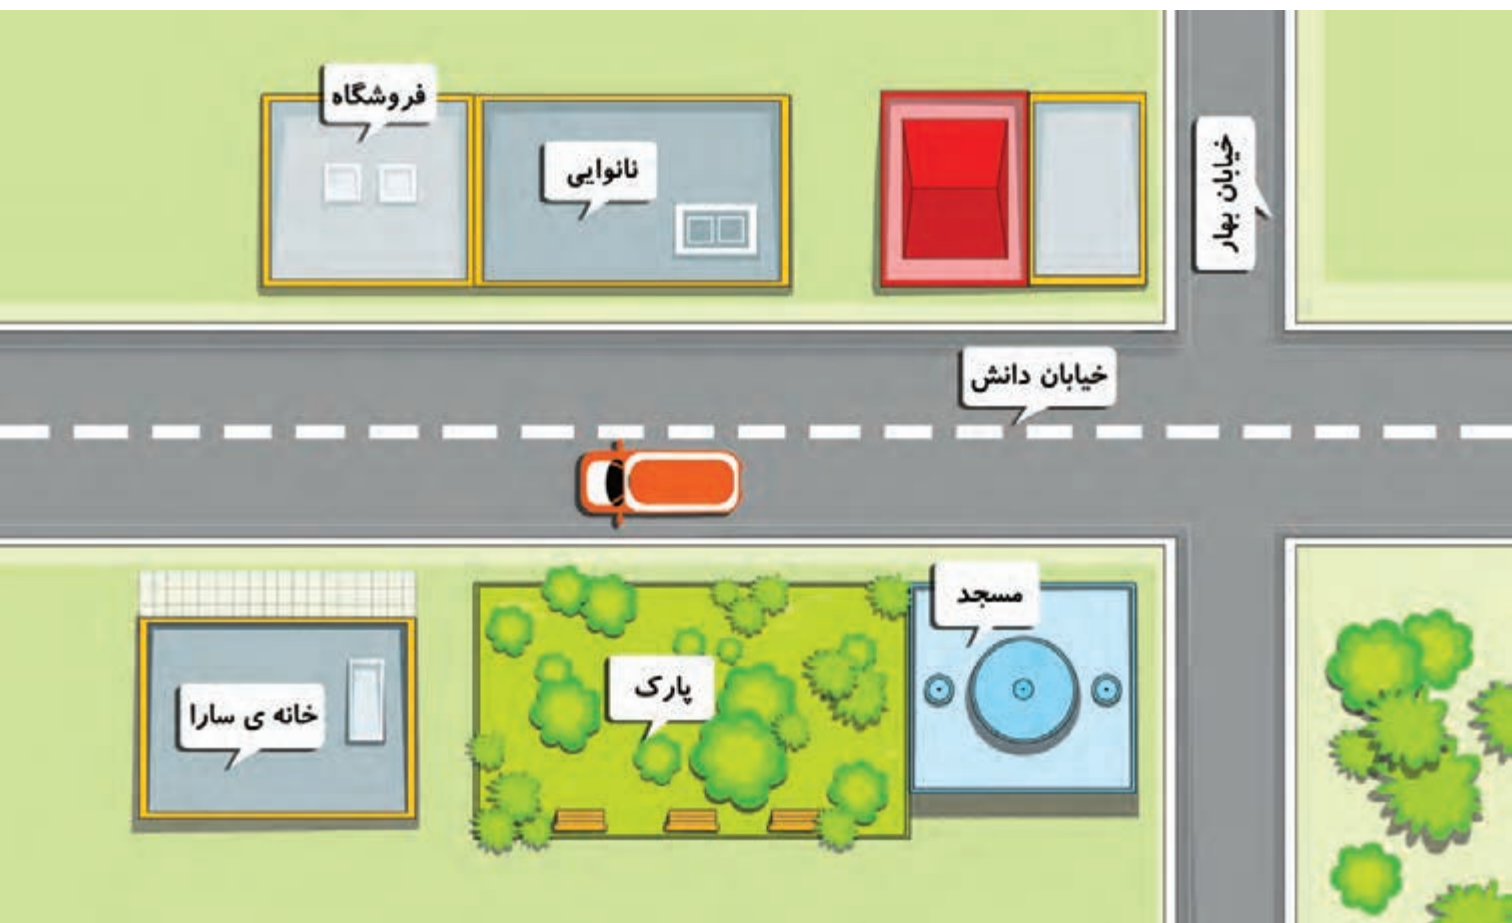 فروشگاه
نانوایی
خیابان بهار
خیابان دانش
مسجد
پارک
خانه ی سارا